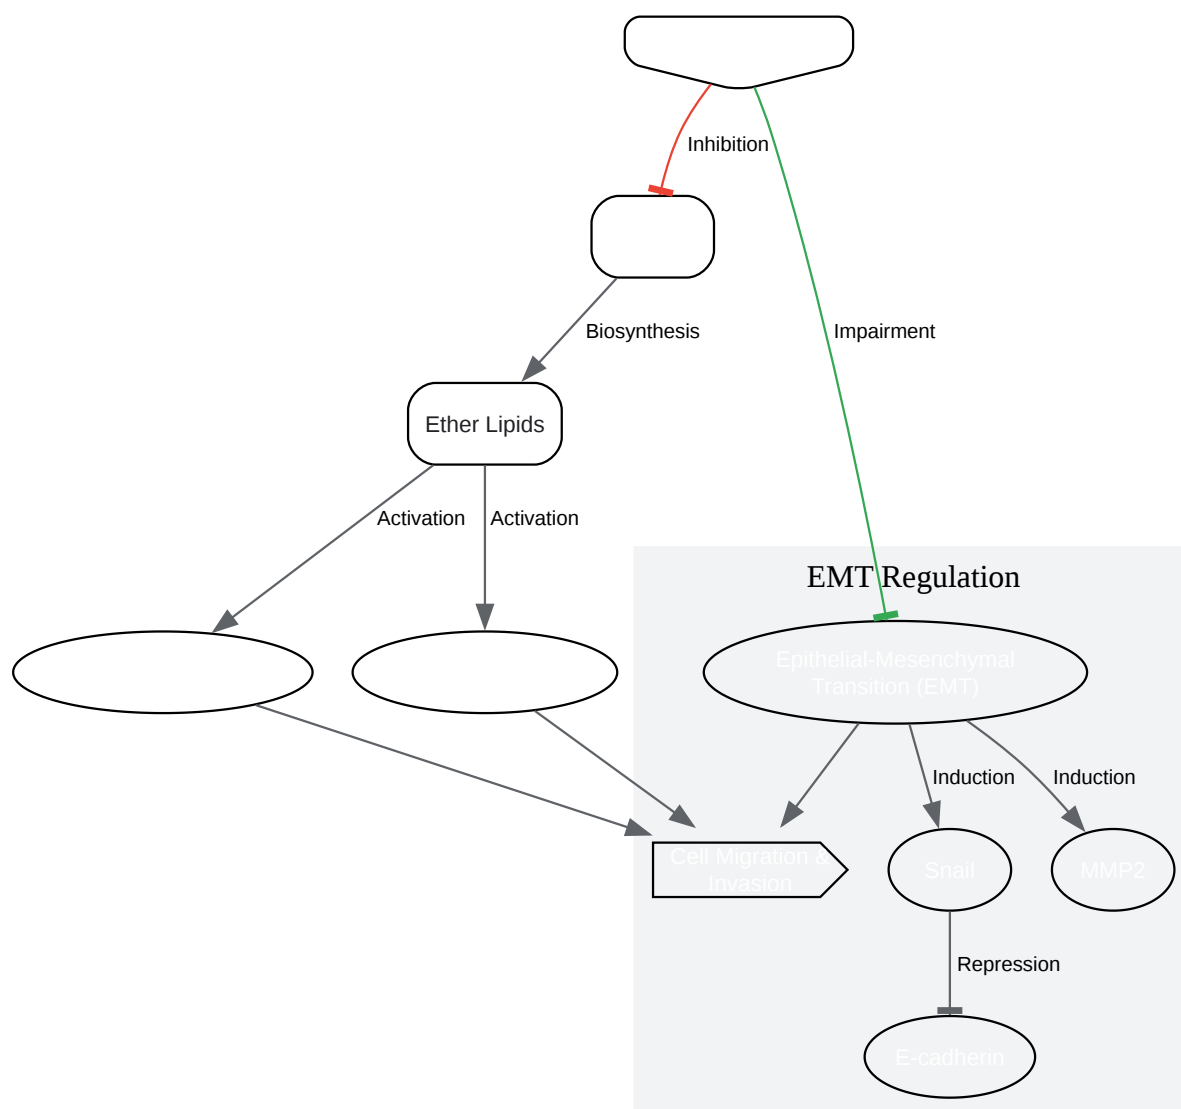 Inhibition
Biosynthesis
Impairment
Ether Lipids
Activation
Activation
EMT Regulation
Epithelial-Mesenchymal
Transition (EMT)
Induction
Induction
Cell Migration &
Invasion
Snail
MMP2
Repression
E-cadherin